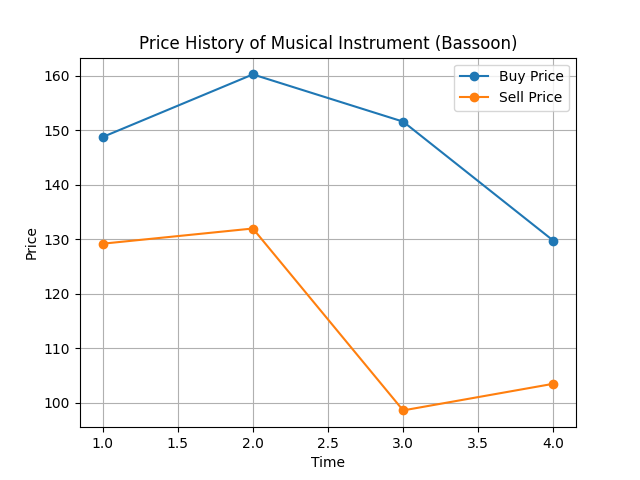 Price History of Musical Instrument (Bassoon)
Buy Price
Sell Price
Price
160
150
140
130
120
110
100
1.0 1.5 2.0 2.5 3.0 3.5 4.0
Time